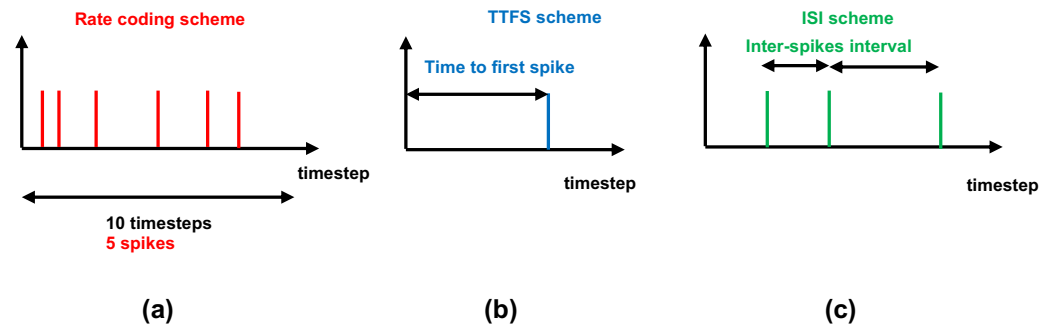 Rate coding scheme
timestep
10 timesteps
5 spikes
(a)
TTFS scheme
Time to first spike
timestep
(b)
ISI scheme
Inter-spikes interval
timestep
(c)